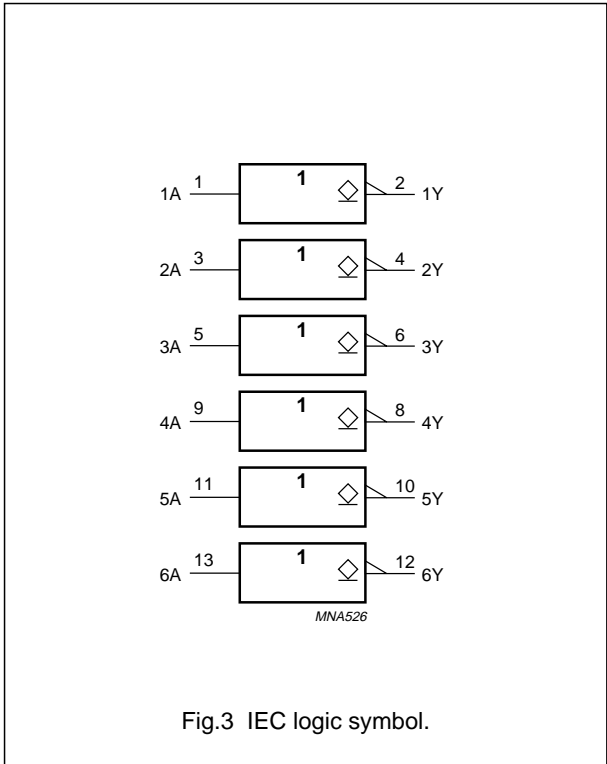 1A 1 1 2 1Y
2A 3 1 4 2Y
3A 5 1 6 3Y
4A 9 1 8 4Y
5A 11 1 10 5Y
6A 13 1 12 6Y
MNA526
Fig.3 IEC logic symbol.